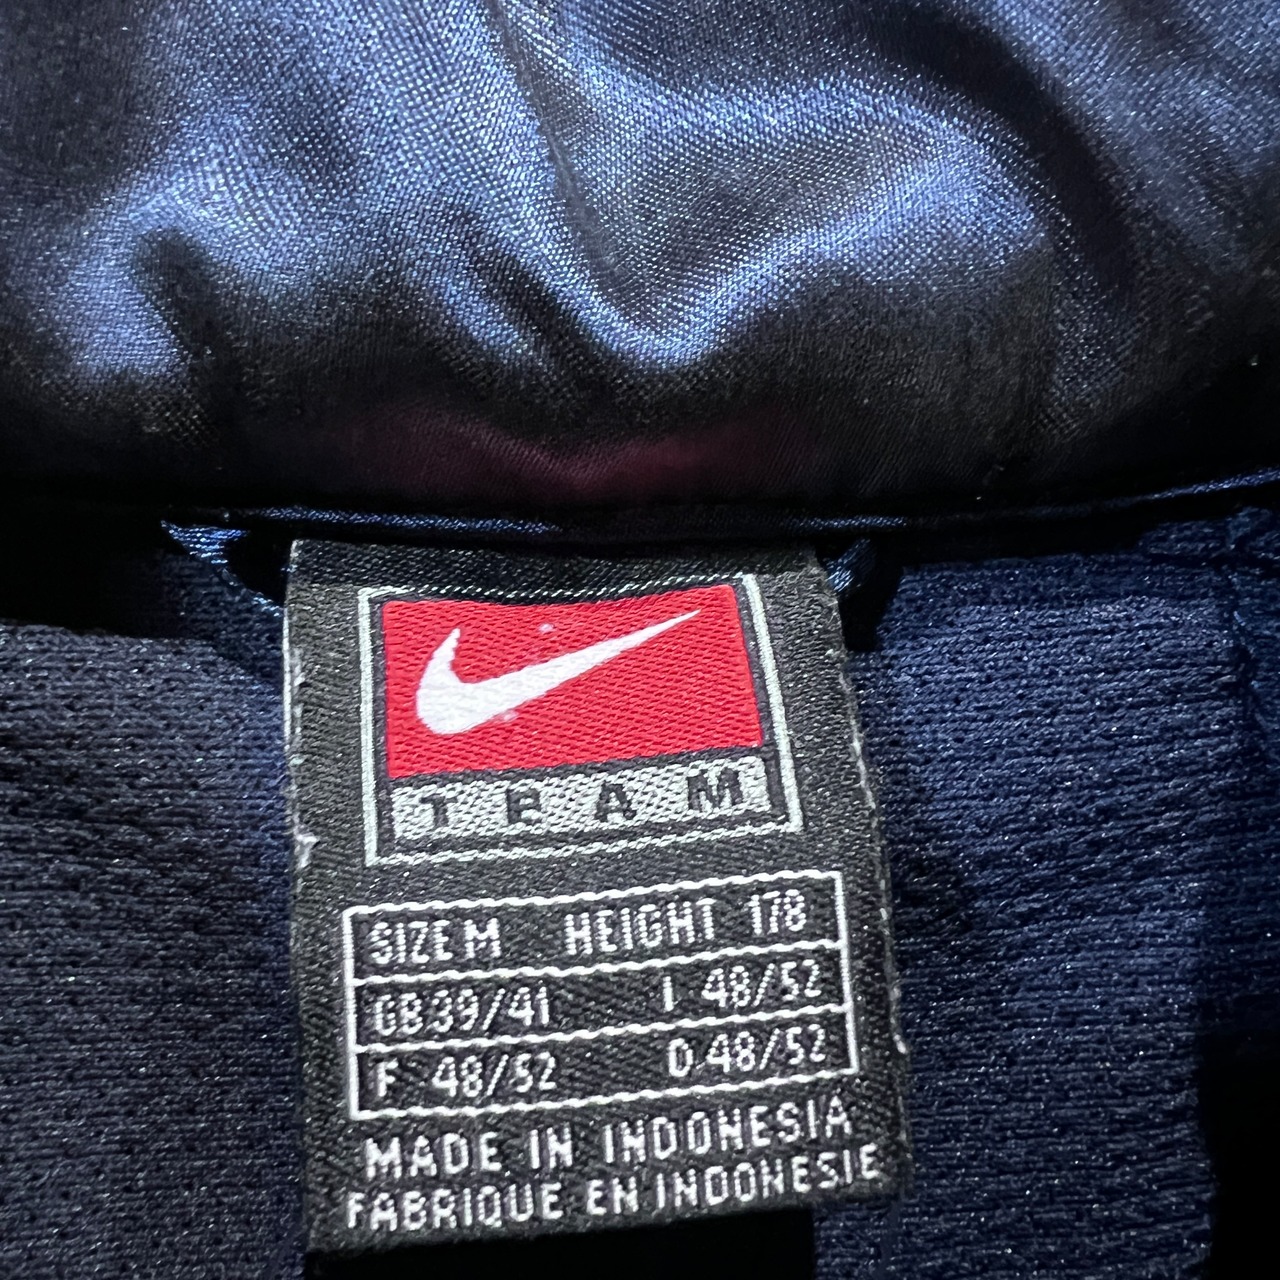 TEAM
SIZE M HEIGHT 178
GB 39/41 I 48/52
F 48/52 D 48/52
MADE IN INDONESIA
FABRIQUE EN INDONESIE